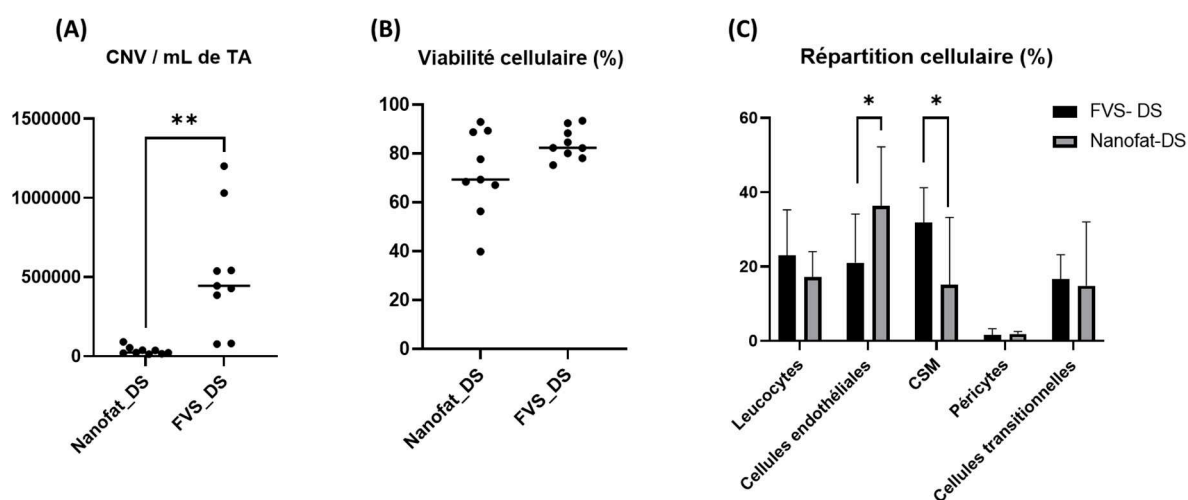 (A)
CNV / mL de TA
1500000
1000000
500000
0
**
Nanofat_DS
FVS_DS
(B)
Viabilité cellulaire (%)
100
80
60
40
20
0
Nanofat_DS
FVS_DS
(C)
Répartition cellulaire (%)
60
40
20
0
*
*
FVS- DS
Nanofat-DS
Leucocytes
Cellules endothéliales
CSM
Péricytes
Cellules transitionnelles